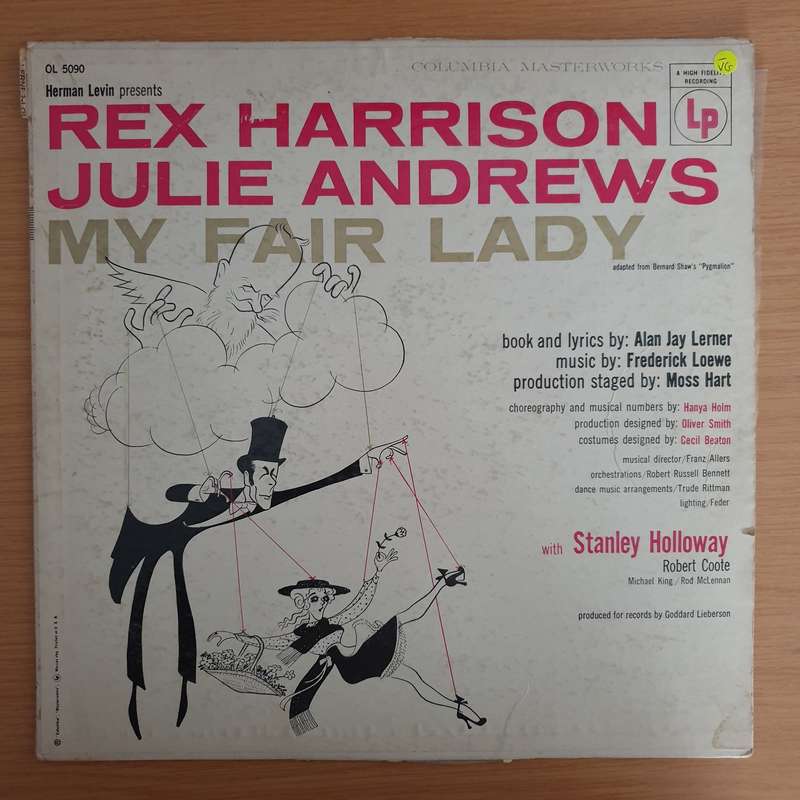 OL 5090
COLUMBIA MASTERWORKS
VG
A HIGH FIDELITY RECORDING
Lp
Herman Levin presents
REX HARRISON
JULIE ANDREWS
MY FAIR LADY
adapted from Bernard Shaw's "Pygmalion"
book and lyrics by: Alan Jay Lerner
music by: Frederick Loewe
production staged by: Moss Hart
choreography and musical numbers by: Hanya Holm
production designed by: Oliver Smith
costumes designed by: Cecil Beaton
musical director/Franz Allers
orchestrations/Robert Russell Bennett
dance music arrangements/Trude Rittman
lighting/Feder
with Stanley Holloway
Robert Coote
Michael King/Rod McLennan
produced for records by Goddard Lieberson